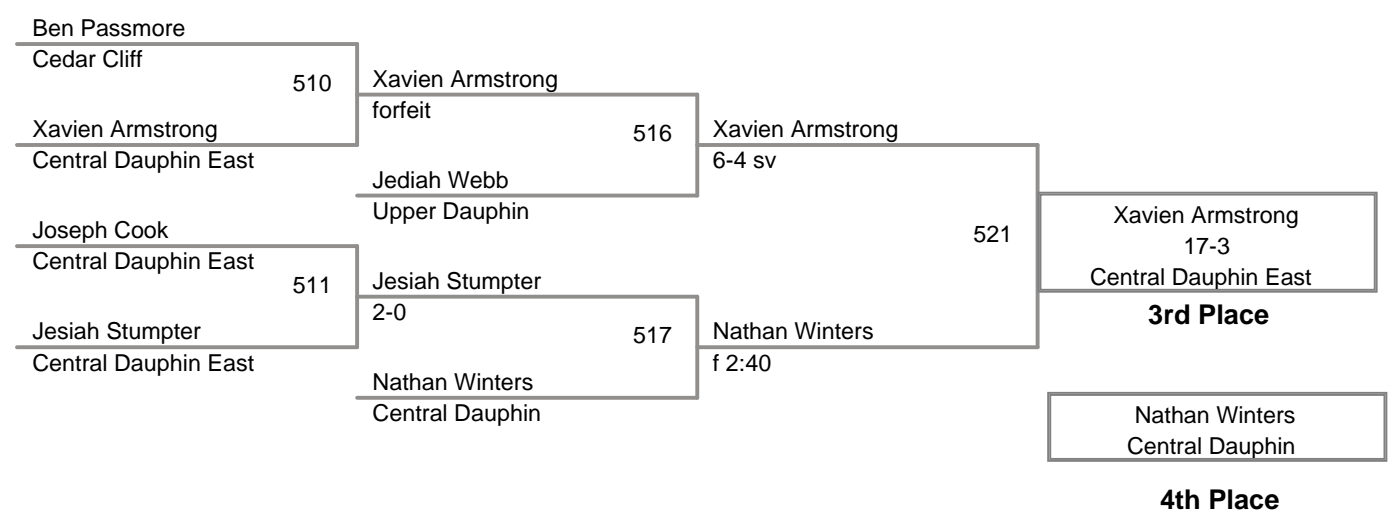 Ben Passmore
Cedar Cliff
510
Xavien Armstrong
Central Dauphin East
Xavien Armstrong
forfeit
516
Jediah Webb
Upper Dauphin
Xavien Armstrong
6-4 sv
Joseph Cook
Central Dauphin East
511
Jesiah Stumpter
Central Dauphin East
Jesiah Stumpter
2-0
517
Nathan Winters
Central Dauphin
Nathan Winters
f 2:40
521
Xavien Armstrong
17-3
Central Dauphin East
3rd Place
Nathan Winters
Central Dauphin
4th Place